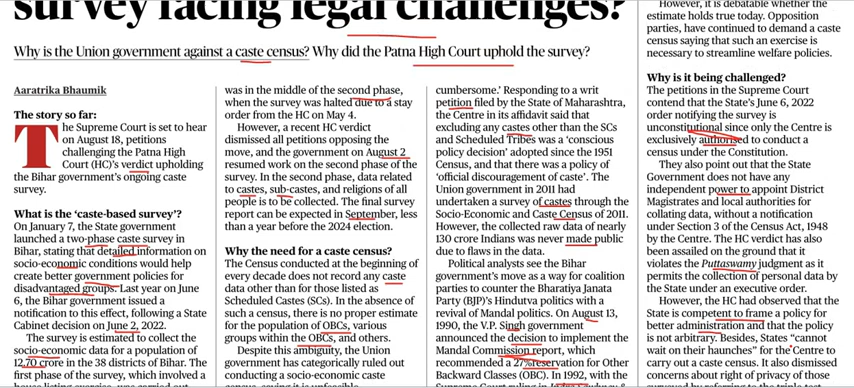 survey facing legal challenges?
Why is the Union government against a caste census? Why did the Patna High Court uphold the survey?
Aaratrika Bhaumik
The story so far:
The Supreme Court is set to hear
on August 18, petitions
challenging the Patna High
Court (HC)'s verdict upholding
the Bihar government's ongoing caste
survey.
What is the 'caste-based survey'?
On January 7, the State government
launched a two-phase caste survey in
Bihar, stating that detailed information on
socio-economic conditions would help
create better government policies for
disadvantaged groups. Last year on June
6, the Bihar government issued a
notification to this effect, following a State
Cabinet decision on June 2, 2022.
The survey is estimated to collect the
socio-economic data for a population of
12.70 crore in the 38 districts of Bihar. The
first phase of the survey, which involved a
was in the middle of the second phase,
when the survey was halted due to a stay
order from the HC on May 4.
However, a recent HC verdict
dismissed all petitions opposing the
move, and the government on August 2
resumed work on the second phase of the
survey. In the second phase, data related
to castes, sub-castes, and religions of all
people is to be collected. The final survey
report can be expected in September, less
than a year before the 2024 election.
Why the need for a caste census?
The Census conducted at the beginning of
every decade does not record any caste
data other than for those listed as
Scheduled Castes (SCs). In the absence of
such a census, there is no proper estimate
for the population of OBCs, various
groups within the OBCs, and others.
Despite this ambiguity, the Union
government has categorically ruled out
conducting a socio-economic caste
cumbersome.' Responding to a writ
petition filed by the State of Maharashtra,
the Centre in its affidavit said that
excluding any castes other than the SCs
and Scheduled Tribes was a 'conscious
policy decision' adopted since the 1951
Census, and that there was a policy of
'official discouragement of caste'. The
Union government in 2011 had
undertaken a survey of castes through the
Socio-Economic and Caste Census of 2011.
However, the collected raw data of nearly
130 crore Indians was never made public
due to flaws in the data.
Political analysts see the Bihar
government's move as a way for coalition
parties to counter the Bharatiya Janata
Party (BJP)'s Hindutva politics with a
revival of Mandal politics. On August 13,
1990, the V.P. Singh government
announced the decision to implement the
Mandal Commission report, which
recommended a 27% reservation for Other
Backward Classes (OBC). In 1992, with the
However, it is debatable whether the
estimate holds true today. Opposition
parties, have continued to demand a caste
census saying that such an exercise is
necessary to streamline welfare policies.
Why is it being challenged?
The petitions in the Supreme Court
contend that the State's June 6, 2022
order notifying the survey is
unconstitutional since only the Centre is
exclusively authorised to conduct a
census under the Constitution.
They also point out that the State
Government does not have any
independent power to appoint District
Magistrates and local authorities for
collating data, without a notification
under Section 3 of the Census Act, 1948
by the Centre. The HC verdict has also
been assailed on the ground that it
violates the Puttaswamy judgment as it
permits the collection of personal data by
the State under an executive order.
However, the HC had observed that the
State is competent to frame a policy for
better administration and that the policy
is not arbitrary. Besides, States "cannot
wait on their haunches" for the Centre to
carry out a caste census. It also dismissed
concerns about right of privacy of those